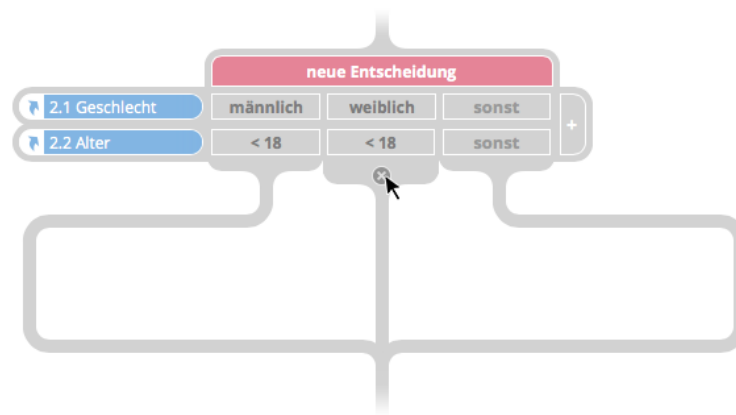 neue Entscheidung
2.1 Geschlecht männlich weiblich sonst
+
2.2 Alter < 18 < 18 sonst